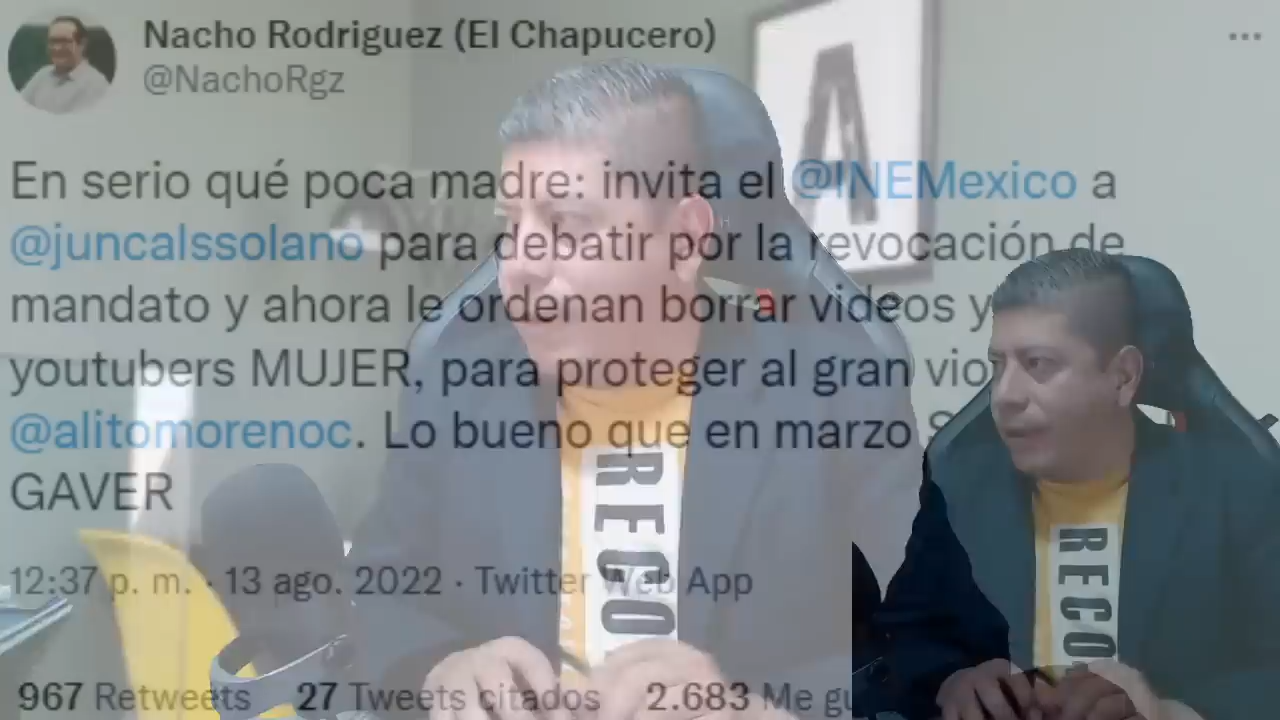 Nacho Rodriguez (El Chapucero)
@NachoRgz
En serio qué poca madre: invita el @INEMexico a
@juncalssolano para debatir por la revocación de
mandato y ahora le ordenan borrar videos y
youtubers MUJER, para proteger al gran
@alitomorenoc. Lo bueno que en marzo
GAVER
12:37 p. m. · 13 ago. 2022 · Twitter Web App
967 Retweets 27 Tweets citados 2.683 Me
A
RECO
RECO